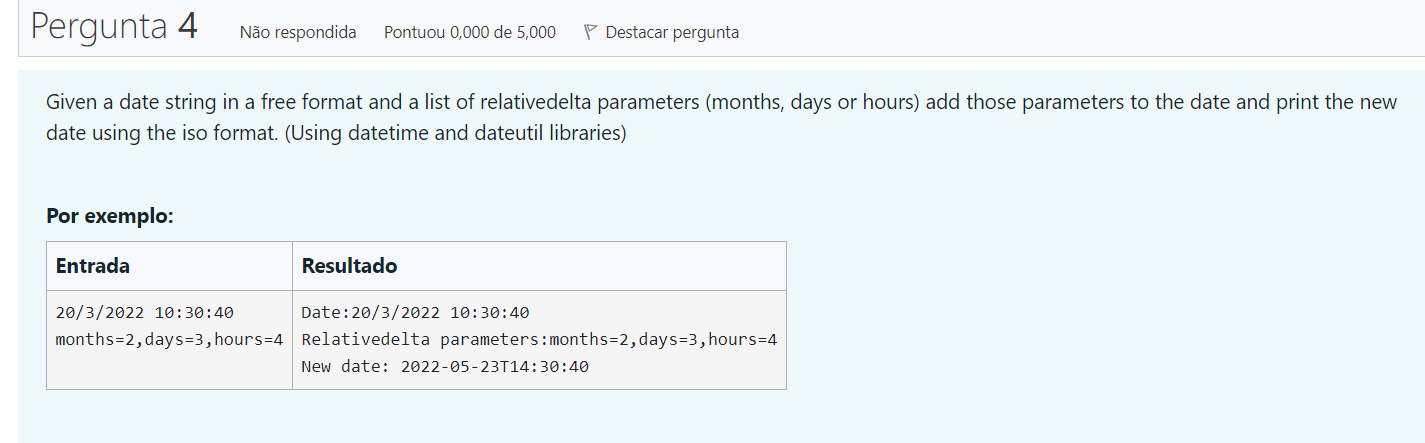 Pergunta 4 Não respondida Pontuou 0,000 de 5,000 Destacar pergunta
Given a date string in a free format and a list of relativedelta parameters (months, days or hours) add those parameters to the date and print the new
date using the iso format. (Using datetime and dateutil libraries)
Por exemplo:
Entrada Resultado
20/3/2022 10:30:40 Date:20/3/2022 10:30:40
months=2,days=3,hours=4 Relativedelta parameters:months=2,days=3,hours=4
New date: 2022-05-23T14:30:40